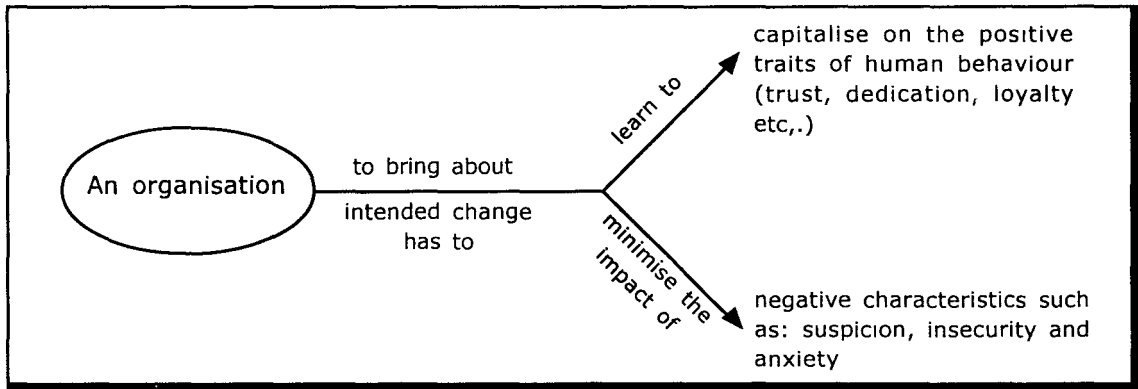 An organisation
to bring about
intended change
has to
learn to
capitalise on the positive
traits of human behaviour
(trust, dedication, loyalty
etc,.)
minimise the
impact of
negative characteristics such
as: suspicion, insecurity and
anxiety